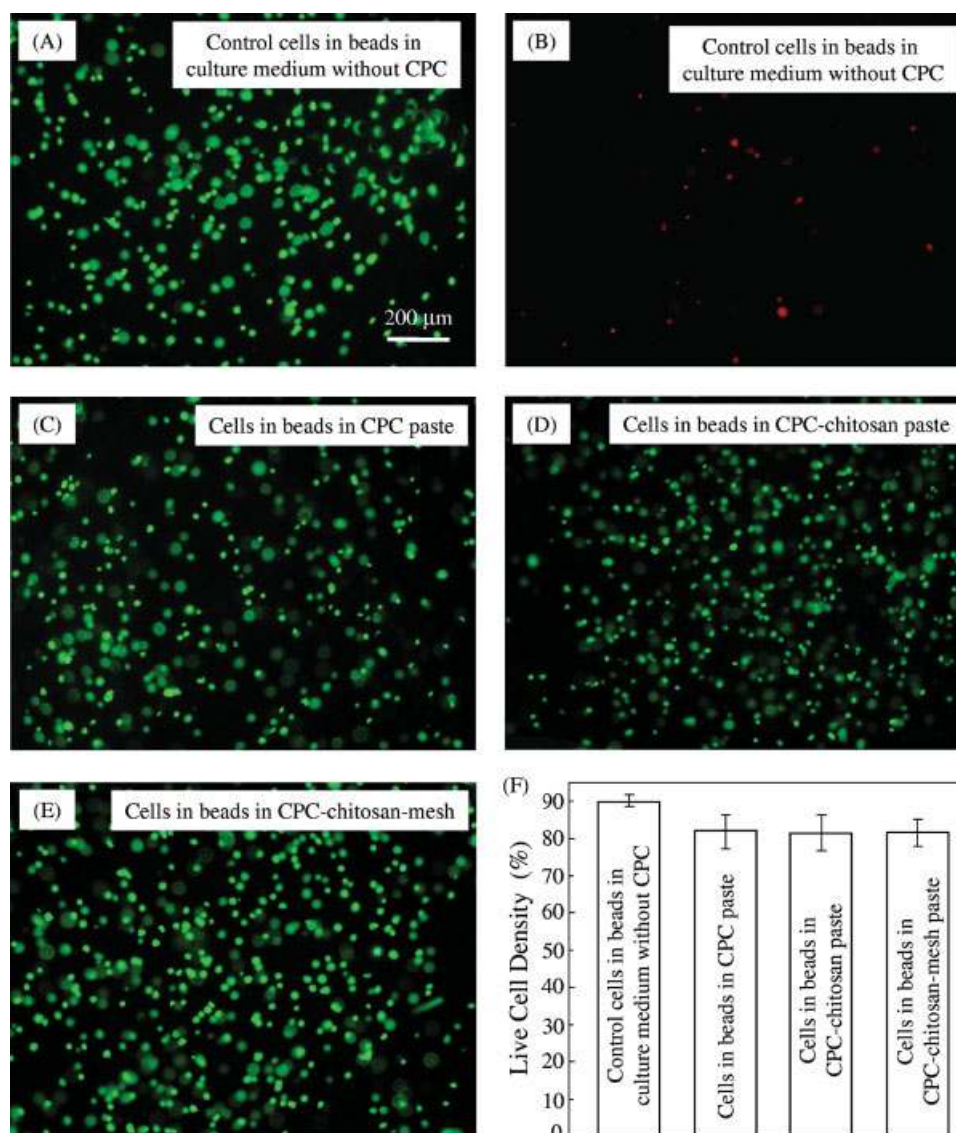 (A)
Control cells in beads in
culture medium without CPC
200 μm
(B)
Control cells in beads in
culture medium without CPC
(C)
Cells in beads in CPC paste
(D)
Cells in beads in CPC-chitosan paste
(E)
Cells in beads in CPC-chitosan-mesh
(F)
Live Cell Density (%)
90
80
70
60
50
40
30
20
10
0
Control cells in beads in
culture medium without CPC
Cells in beads in CPC paste
Cells in beads in
CPC-chitosan paste
Cells in beads in
CPC-chitosan-mesh paste